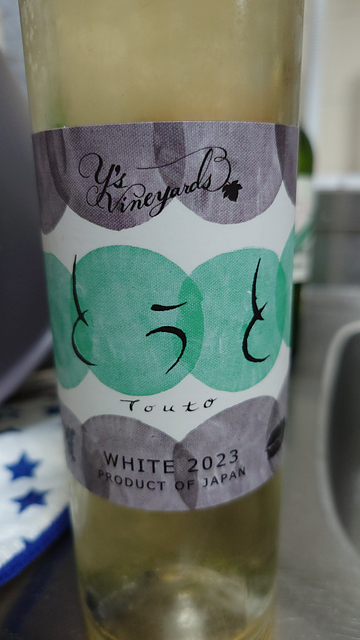 Y's
Vineyards
とうと
Touto
WHITE 2023
PRODUCT OF JAPAN